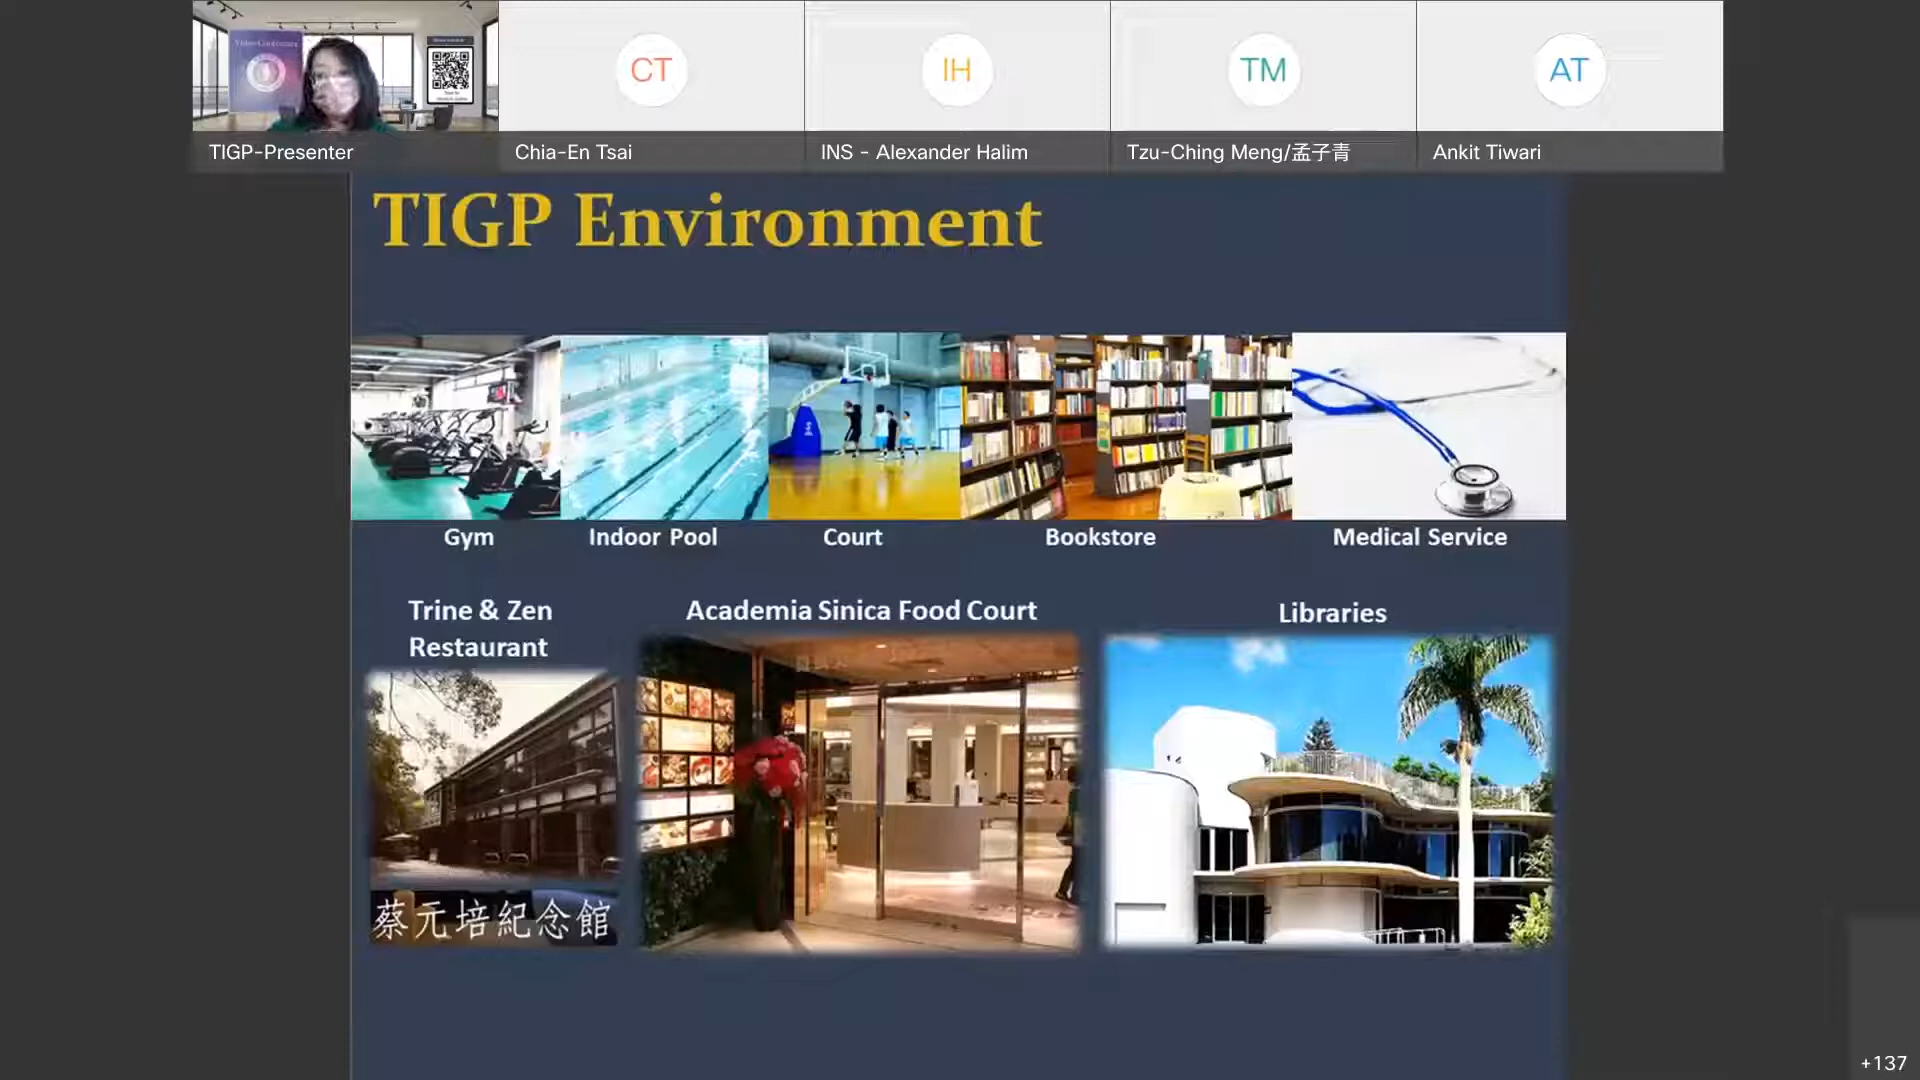 CT
IH
TM
AT
TIGP-Presenter
Chia-En Tsai
INS - Alexander Halim
Tzu-Ching Meng/孟子青
Ankit Tiwari
TIGP Environment
Gym
Indoor Pool
Court
Bookstore
Medical Service
Trine & Zen
Restaurant
Academia Sinica Food Court
Libraries
蔡元培紀念館
+137